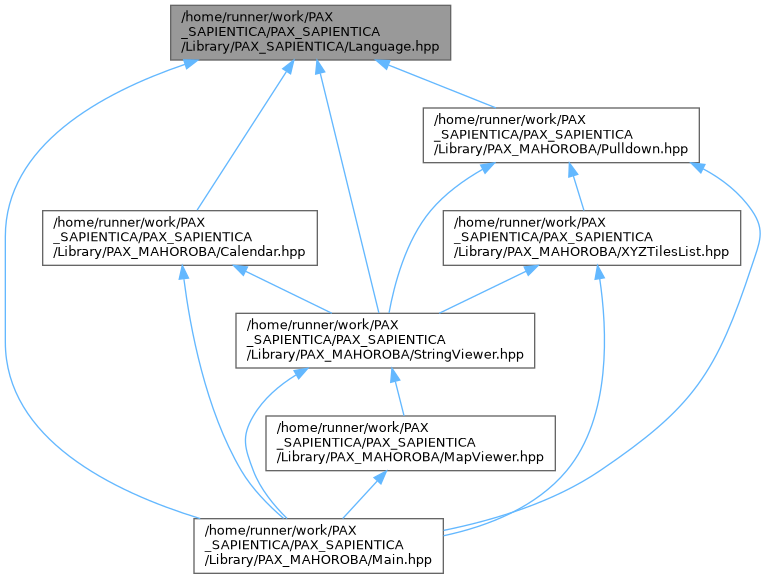 /home/runner/work/PAX
_SAPIENTICA/PAX_SAPIENTICA
/Library/PAX_SAPIENTICA/Language.hpp
/home/runner/work/PAX
_SAPIENTICA/PAX_SAPIENTICA
/Library/PAX_MAHOROBA/Pulldown.hpp
/home/runner/work/PAX
_SAPIENTICA/PAX_SAPIENTICA
/Library/PAX_MAHOROBA/Calendar.hpp
/home/runner/work/PAX
_SAPIENTICA/PAX_SAPIENTICA
/Library/PAX_MAHOROBA/XYZTilesList.hpp
/home/runner/work/PAX
_SAPIENTICA/PAX_SAPIENTICA
/Library/PAX_MAHOROBA/StringViewer.hpp
/home/runner/work/PAX
_SAPIENTICA/PAX_SAPIENTICA
/Library/PAX_MAHOROBA/MapViewer.hpp
/home/runner/work/PAX
_SAPIENTICA/PAX_SAPIENTICA
/Library/PAX_MAHOROBA/Main.hpp